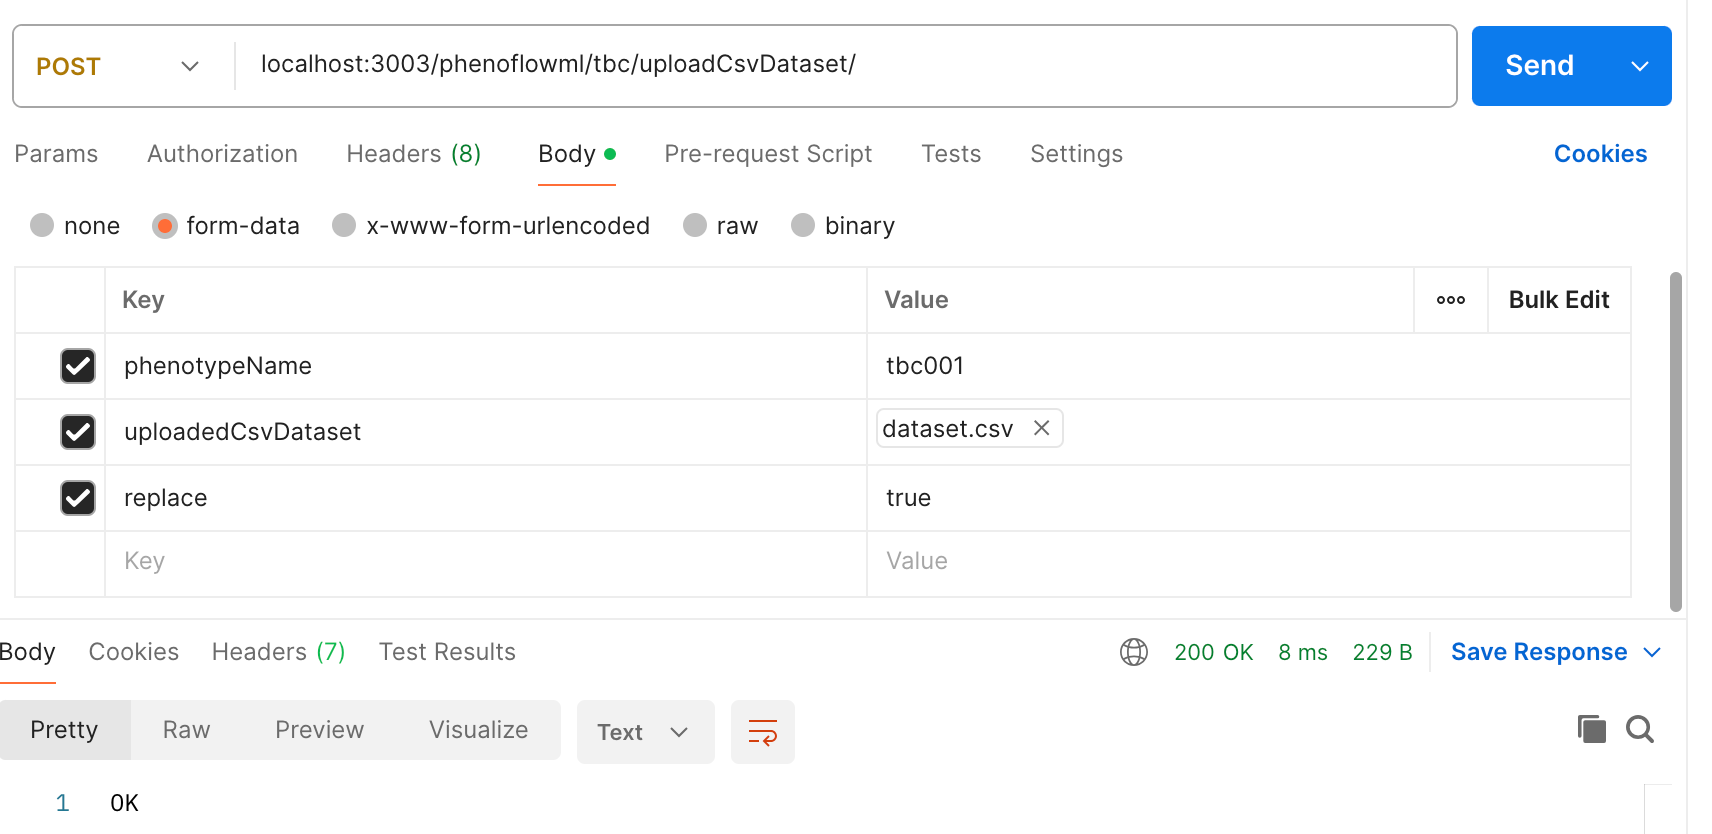 POST localhost:3003/phenoflowml/tbc/uploadCsvDataset/ Send
Params Authorization Headers (8) Body Pre-request Script Tests Settings Cookies
none form-data x-www-form-urlencoded raw binary
Key Value ooo Bulk Edit
phenotypeName tbc001
uploadedCsvDataset dataset.csv
replace true
Key Value
Body Cookies Headers (7) Test Results 200 OK 8 ms 229 B Save Response
Pretty Raw Preview Visualize Text
1 OK